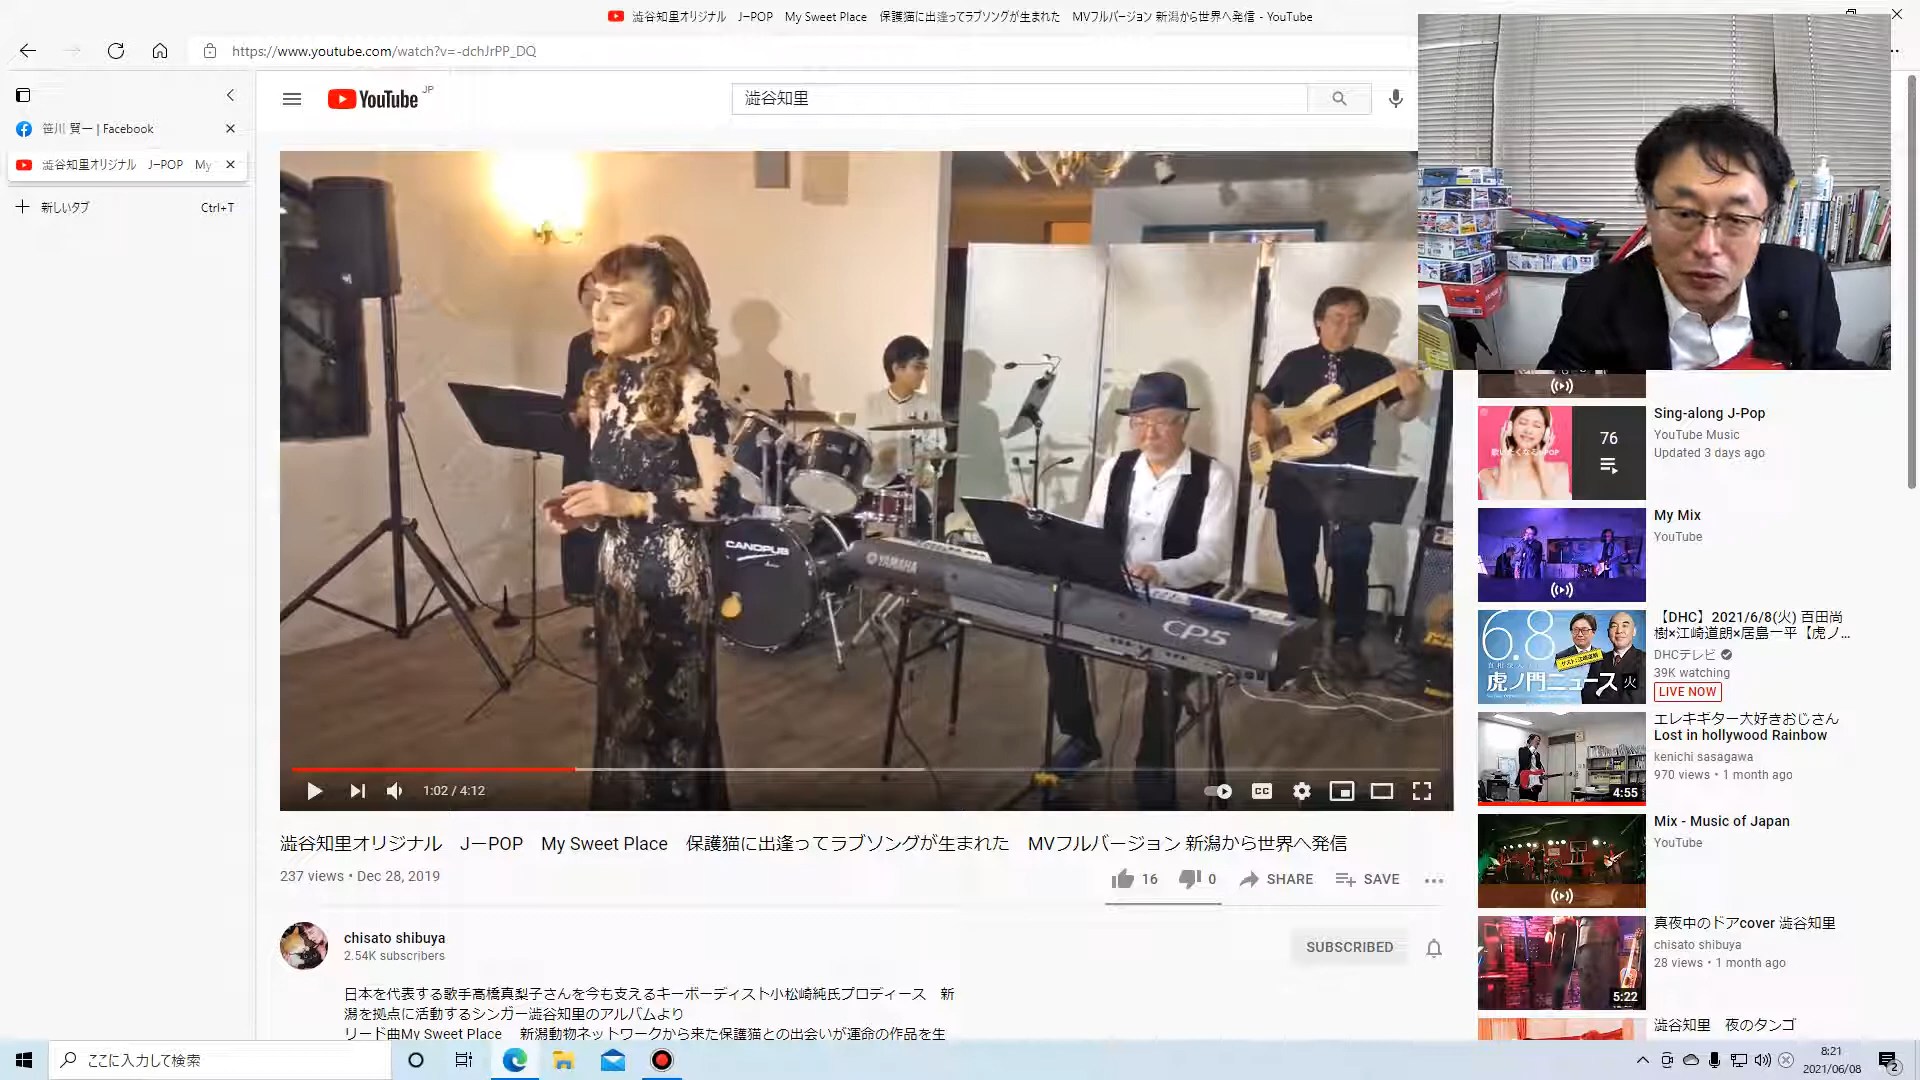 澁谷知里オリジナル　J-POP　My Sweet Place　保護猫に出逢ってラブソングが生まれた　MVフルバージョン 新潟から世界へ発信 - YouTube
https://www.youtube.com/watch?v=-dchJrPP_DQ
笹川 賢一 | Facebook
澁谷知里オリジナル　J-POP　My
新しいタブ Ctrl+T
YouTube JP
澁谷知里
CANOPUS
YAMAHA
CP5
1:02 / 4:12
CC
澁谷知里オリジナル　J-POP　My Sweet Place　保護猫に出逢ってラブソングが生まれた　MVフルバージョン 新潟から世界へ発信
237 views • Dec 28, 2019
16 0 SHARE SAVE
chisato shibuya
2.54K subscribers
SUBSCRIBED
日本を代表する歌手高橋真梨子さんを今も支えるキーボーディスト小松崎純氏プロディース　新
潟を拠点に活動するシンガー澁谷知里のアルバムより
リード曲My Sweet Place　新潟動物ネットワークから来た保護猫との出会いが運命の作品を生
76
Sing-along J-Pop
YouTube Music
Updated 3 days ago
My Mix
YouTube
6.8
虎ノ門ニュース 火
【DHC】2021/6/8(火) 百田尚
樹×江崎道朗×居島一平【虎ノ...
DHCテレビ
39K watching
LIVE NOW
4:55
エレキギター大好きおじさん
Lost in hollywood Rainbow
kenichi sasagawa
970 views • 1 month ago
Mix - Music of Japan
YouTube
5:22
真夜中のドアcover 澁谷知里
chisato shibuya
28 views • 1 month ago
澁谷知里　夜のタンゴ
ここに入力して検索
8:21
2021/06/08
2